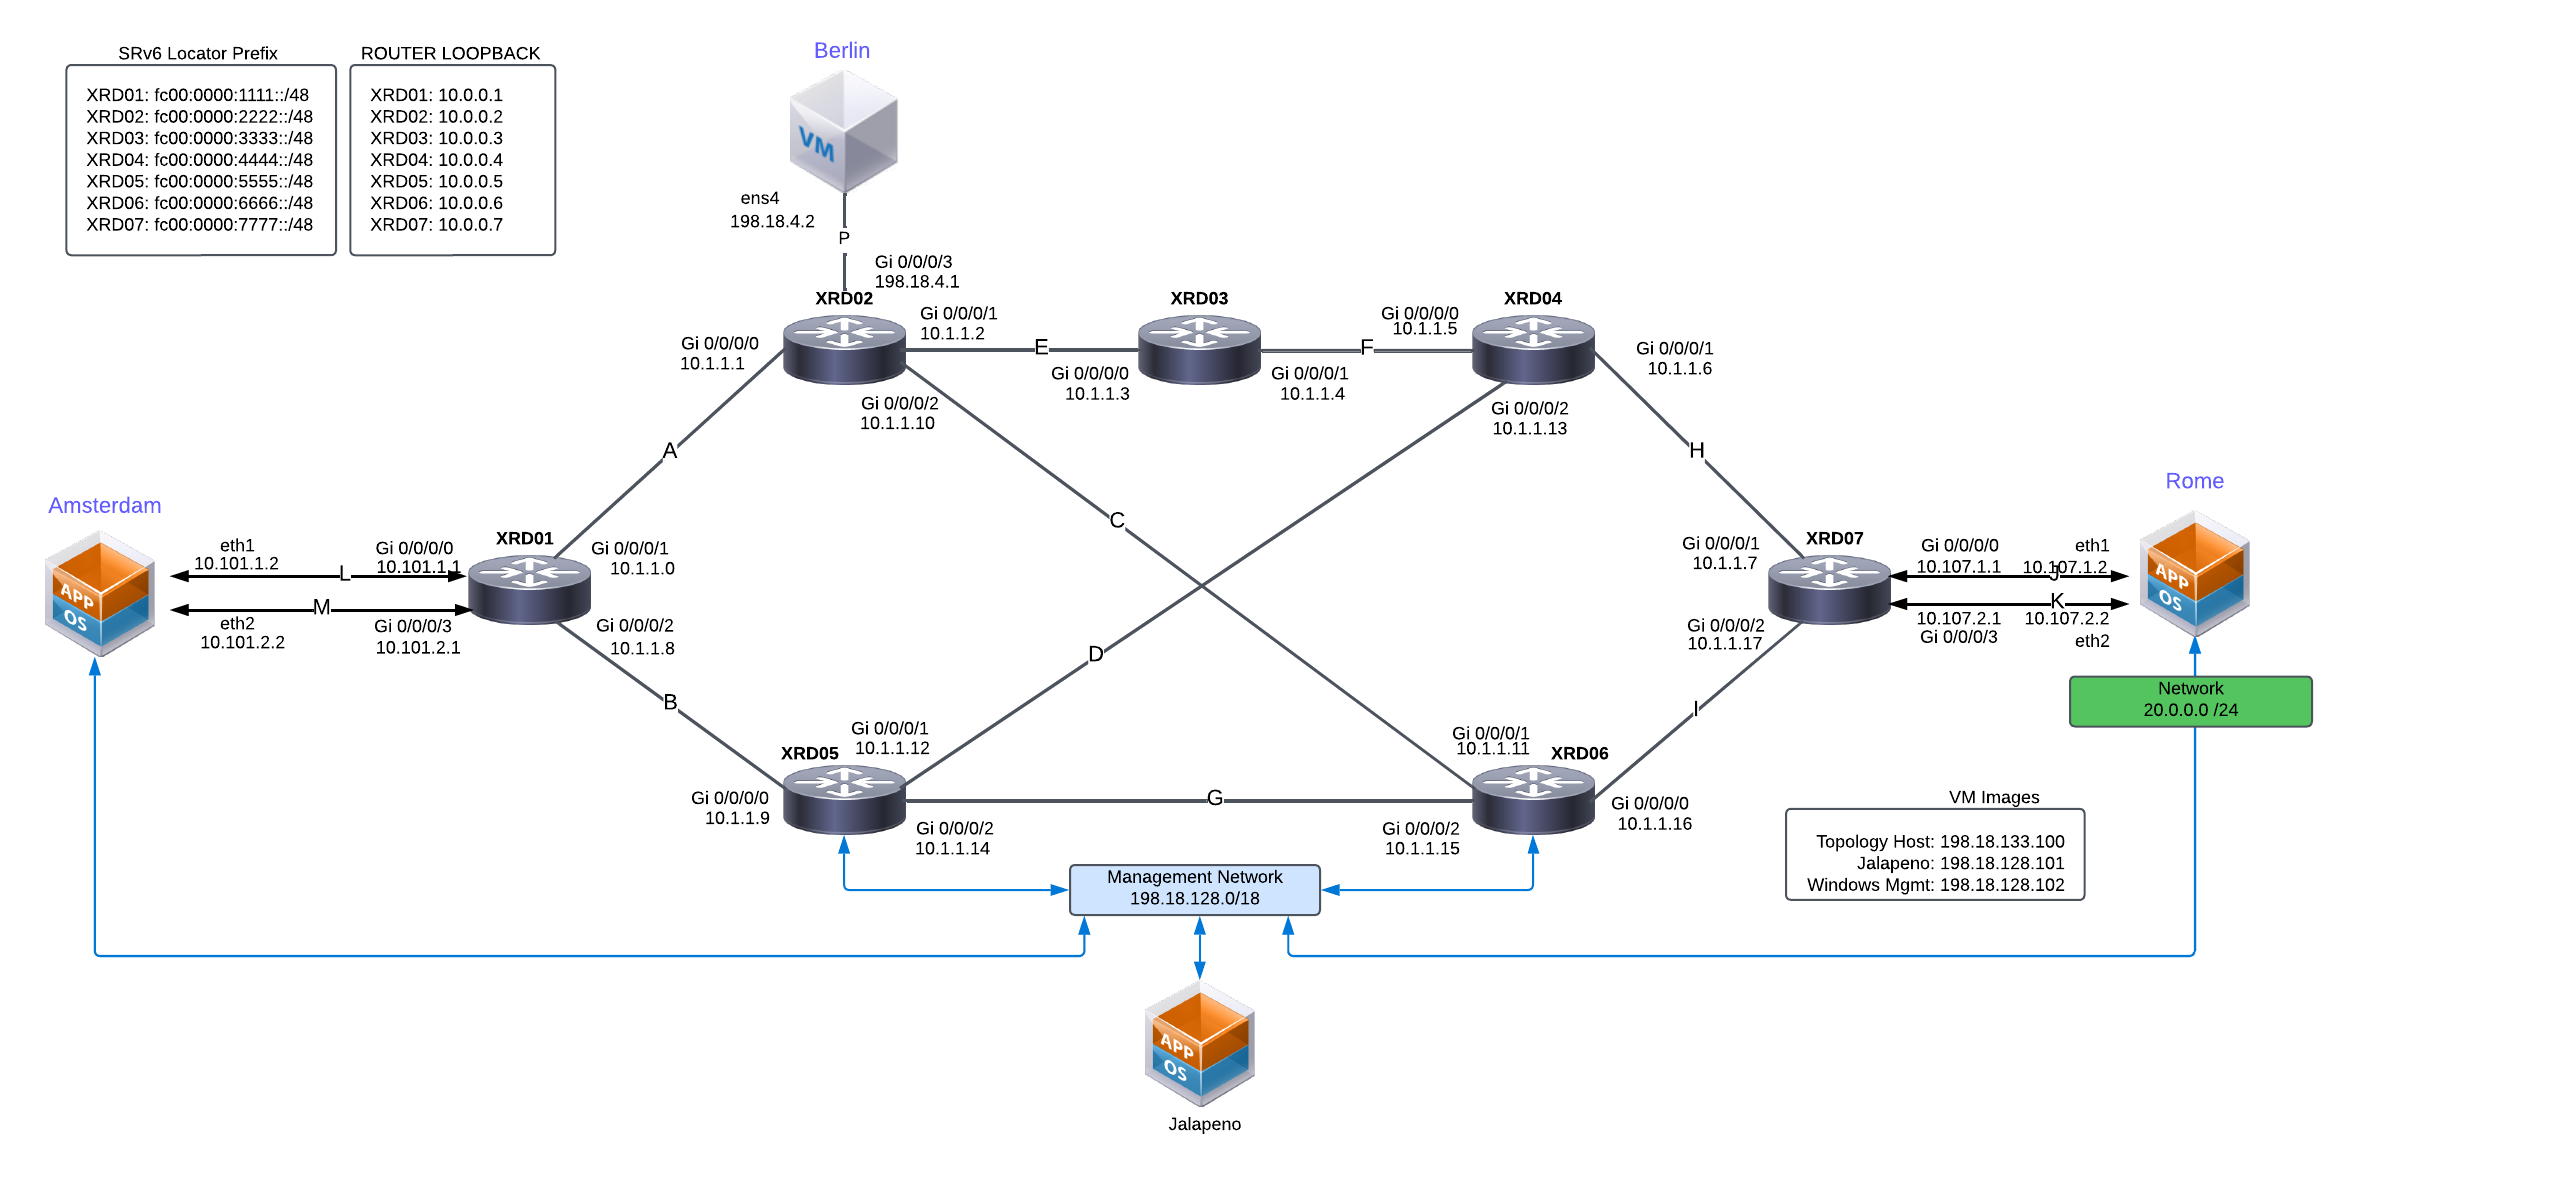 SRv6 Locator Prefix
XRD01: fc00:0000:1111::/48
XRD02: fc00:0000:2222::/48
XRD03: fc00:0000:3333::/48
XRD04: fc00:0000:4444::/48
XRD05: fc00:0000:5555::/48
XRD06: fc00:0000:6666::/48
XRD07: fc00:0000:7777::/48
ROUTER LOOPBACK
XRD01: 10.0.0.1
XRD02: 10.0.0.2
XRD03: 10.0.0.3
XRD04: 10.0.0.4
XRD05: 10.0.0.5
XRD06: 10.0.0.6
XRD07: 10.0.0.7
Berlin
VM
ens4
198.18.4.2
P
Gi 0/0/0/3
198.18.4.1
XRD02
Gi 0/0/0/0
10.1.1.1
Gi 0/0/0/1
10.1.1.2
Gi 0/0/0/2
10.1.1.10
E
XRD03
Gi 0/0/0/0
10.1.1.3
Gi 0/0/0/1
10.1.1.4
F
XRD04
Gi 0/0/0/0
10.1.1.5
Gi 0/0/0/1
10.1.1.6
Gi 0/0/0/2
10.1.1.13
A
C
H
D
B
I
G
Amsterdam
APP
OS
eth1
10.101.1.2
L
Gi 0/0/0/0
10.101.1.1
M
eth2
10.101.2.2
Gi 0/0/0/3
10.101.2.1
XRD01
Gi 0/0/0/1
10.1.1.0
Gi 0/0/0/2
10.1.1.8
XRD07
Gi 0/0/0/1
10.1.1.7
Gi 0/0/0/2
10.1.1.17
Gi 0/0/0/0
10.107.1.1
eth1
10.107.1.2
J
K
10.107.2.1
Gi 0/0/0/3
10.107.2.2
eth2
Rome
APP
OS
Network
20.0.0.0 /24
XRD05
Gi 0/0/0/1
10.1.1.12
Gi 0/0/0/0
10.1.1.9
Gi 0/0/0/2
10.1.1.14
XRD06
Gi 0/0/0/1
10.1.1.11
Gi 0/0/0/2
10.1.1.15
Gi 0/0/0/0
10.1.1.16
Management Network
198.18.128.0/18
VM Images
Topology Host: 198.18.133.100
Jalapeno: 198.18.128.101
Windows Mgmt: 198.18.128.102
APP
OS
Jalapeno